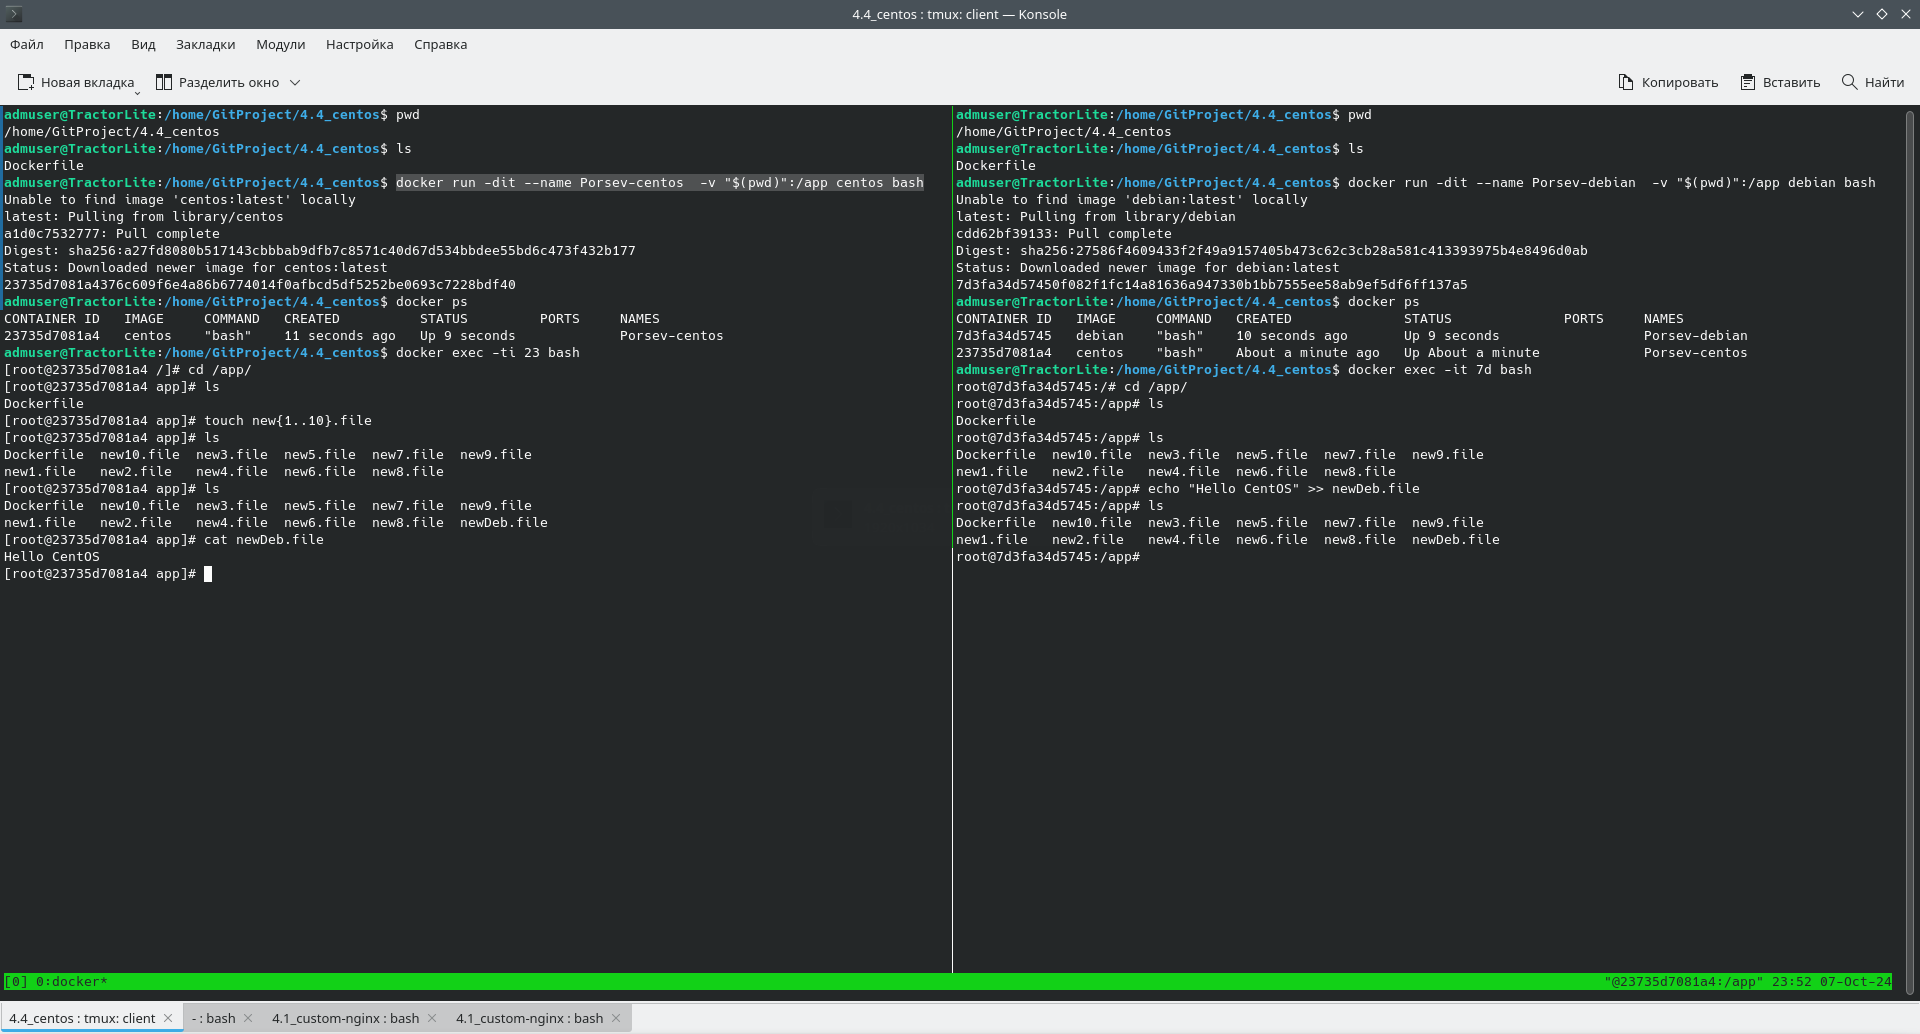 4.4_centos : tmux: client — Konsole
Файл Правка Вид Закладки Модули Настройка Справка
Новая вкладка Разделить окно Копировать Вставить Найти
admuser@TractorLite:/home/GitProject/4.4_centos$ pwd
/home/GitProject/4.4_centos
admuser@TractorLite:/home/GitProject/4.4_centos$ ls
Dockerfile
admuser@TractorLite:/home/GitProject/4.4_centos$ docker run -dit --name Porsev-centos  -v "$(pwd)":/app centos bash
Unable to find image 'centos:latest' locally
latest: Pulling from library/centos
a1d0c7532777: Pull complete
Digest: sha256:a27fd8080b517143cbbbab9dfb7c8571c40d67d534bbdee55bd6c473f432b177
Status: Downloaded newer image for centos:latest
23735d7081a4376c609f6e4a86b6774014f0afbcd5df5252be0693c7228bdf40
admuser@TractorLite:/home/GitProject/4.4_centos$ docker ps
CONTAINER ID   IMAGE     COMMAND   CREATED          STATUS         PORTS     NAMES
23735d7081a4   centos    "bash"    11 seconds ago   Up 9 seconds             Porsev-centos
admuser@TractorLite:/home/GitProject/4.4_centos$ docker exec -ti 23 bash
[root@23735d7081a4 /]# cd /app/
[root@23735d7081a4 app]# ls
Dockerfile
[root@23735d7081a4 app]# touch new{1..10}.file
[root@23735d7081a4 app]# ls
Dockerfile  new10.file  new3.file  new5.file  new7.file  new9.file
new1.file   new2.file   new4.file  new6.file  new8.file
[root@23735d7081a4 app]# ls
Dockerfile  new10.file  new3.file  new5.file  new7.file  new9.file
new1.file   new2.file   new4.file  new6.file  new8.file  newDeb.file
[root@23735d7081a4 app]# cat newDeb.file
Hello CentOS
[root@23735d7081a4 app]#
admuser@TractorLite:/home/GitProject/4.4_centos$ pwd
/home/GitProject/4.4_centos
admuser@TractorLite:/home/GitProject/4.4_centos$ ls
Dockerfile
admuser@TractorLite:/home/GitProject/4.4_centos$ docker run -dit --name Porsev-debian  -v "$(pwd)":/app debian bash
Unable to find image 'debian:latest' locally
latest: Pulling from library/debian
cdd62bf39133: Pull complete
Digest: sha256:27586f4609433f2f49a9157405b473c62c3cb28a581c413393975b4e8496d0ab
Status: Downloaded newer image for debian:latest
7d3fa34d57450f082f1fc14a81636a947330b1bb7555ee58ab9ef5df6ff137a5
admuser@TractorLite:/home/GitProject/4.4_centos$ docker ps
CONTAINER ID   IMAGE     COMMAND   CREATED              STATUS              PORTS     NAMES
7d3fa34d5745   debian    "bash"    10 seconds ago       Up 9 seconds                  Porsev-debian
23735d7081a4   centos    "bash"    About a minute ago   Up About a minute             Porsev-centos
admuser@TractorLite:/home/GitProject/4.4_centos$ docker exec -it 7d bash
root@7d3fa34d5745:/# cd /app/
root@7d3fa34d5745:/app# ls
Dockerfile
root@7d3fa34d5745:/app# ls
Dockerfile  new10.file  new3.file  new5.file  new7.file  new9.file
new1.file   new2.file   new4.file  new6.file  new8.file
root@7d3fa34d5745:/app# echo "Hello CentOS" >> newDeb.file
root@7d3fa34d5745:/app# ls
Dockerfile  new10.file  new3.file  new5.file  new7.file  new9.file
new1.file   new2.file   new4.file  new6.file  new8.file  newDeb.file
root@7d3fa34d5745:/app#
[0] 0:docker* "@23735d7081a4:/app" 23:52 07-Oct-24
4.4_centos : tmux: client - : bash 4.1_custom-nginx : bash 4.1_custom-nginx : bash